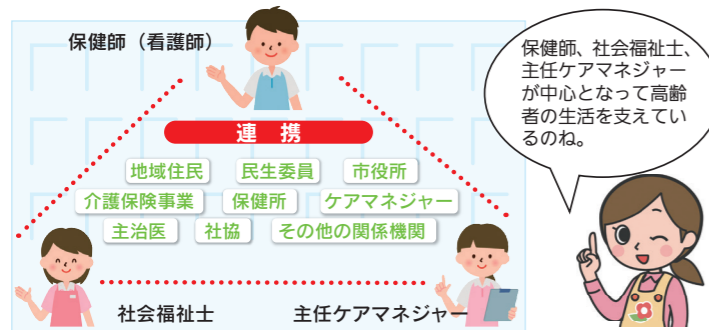 保健師（看護師）
連携
地域住民 民生委員 市役所
介護保険事業 保健所 ケアマネジャー
主治医 社協 その他の関係機関
社会福祉士 主任ケアマネジャー
保健師、社会福祉士、
主任ケアマネジャー
が中心となって高齢
者の生活を支えてい
るのね。